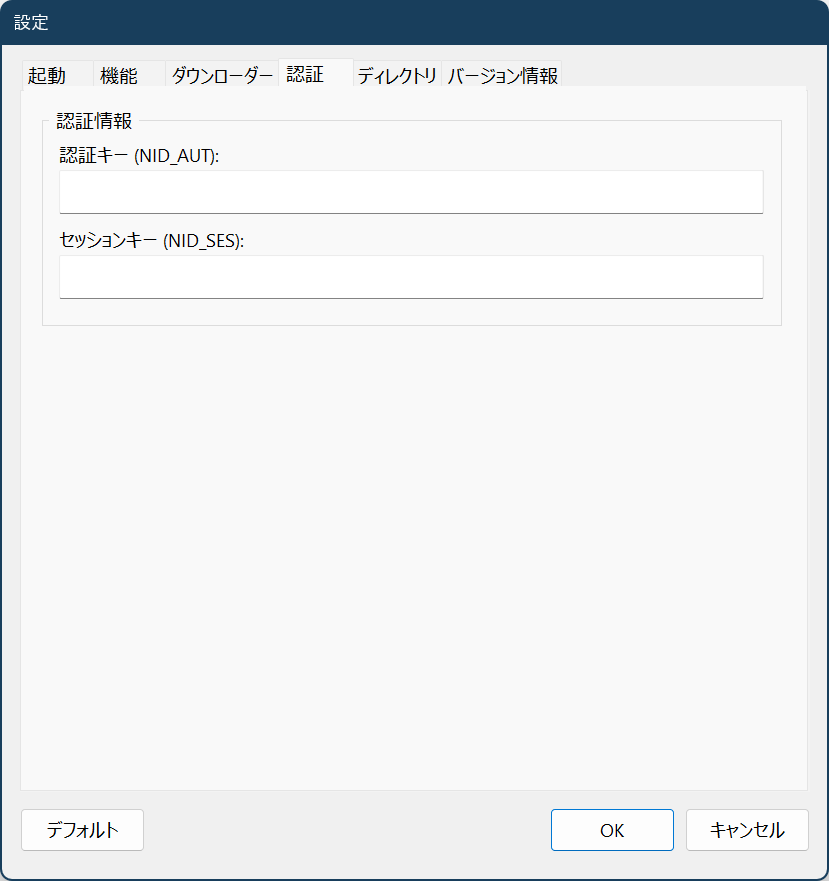 設定
起動 機能 ダウンローダー 認証 ディレクトリ バージョン情報
認証情報
認証キー (NID_AUT):
セッションキー (NID_SES):
デフォルト OK キャンセル